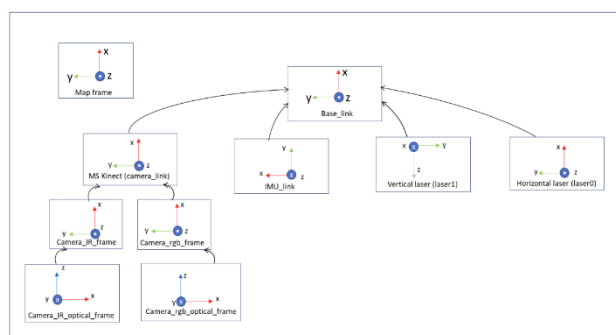 x
y
z
Map frame
x
y
z
Base_link
x
y
z
MS Kinect (camera_link)
y
x
x
IMU_link
x
y
z
Vertical laser (laser1)
x
y
z
Horizontal laser (laser0)
x
y
z
Camera_IR_frame
x
y
z
Camera_rgb_frame
z
y
x
x
Camera_IR_optical_frame
z
y
x
x
Camera_rgb_optical_frame